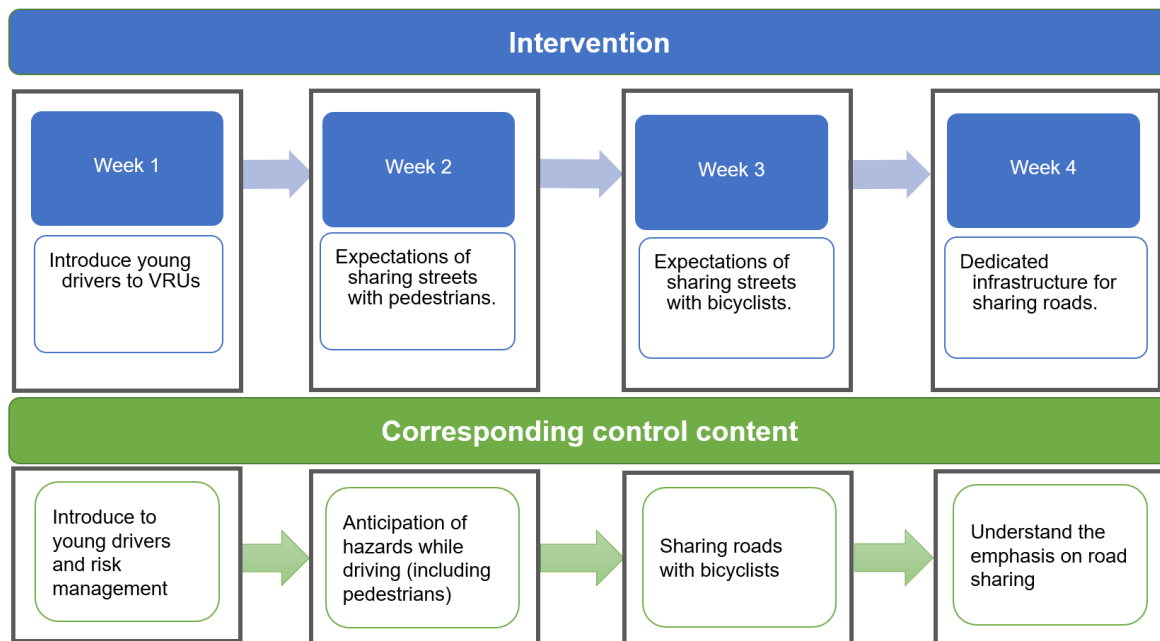 Intervention
Week 1
Week 2
Week 3
Week 4
Introduce young
drivers to VRUs
Expectations of
sharing streets
with pedestrians.
Expectations of
sharing streets
with bicyclists.
Dedicated
infrastructure for
sharing roads.
Corresponding control content
Introduce to
young drivers
and risk
management
Anticipation of
hazards while
driving (including
pedestrians)
Sharing roads
with bicyclists
Understand the
emphasis on road
sharing